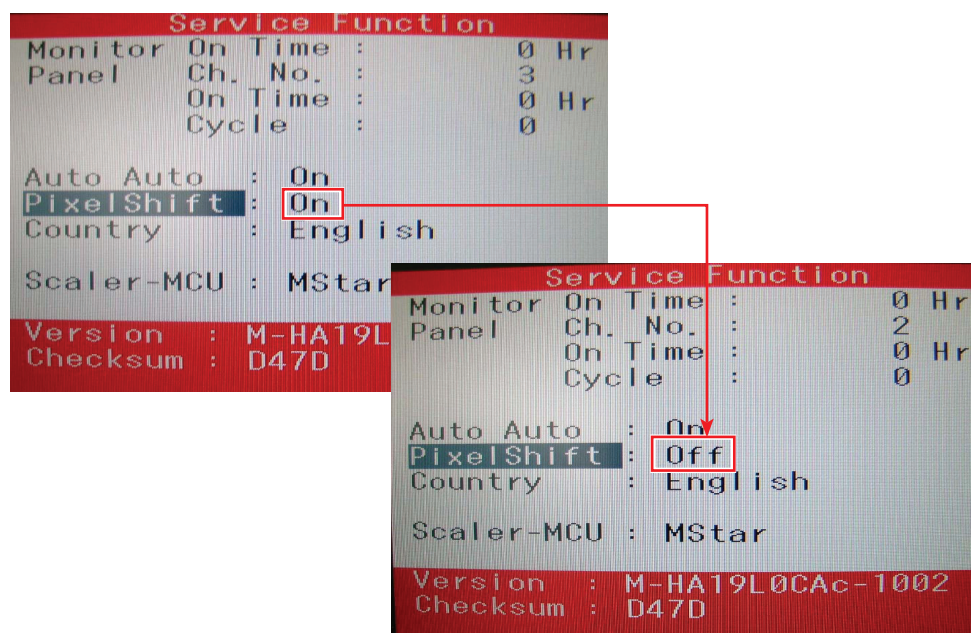 Service Function
Monitor On Time : 0 Hr
Panel Ch. No. : 3
On Time : 0 Hr
Cycle : 0
Auto Auto : On
PixelShift : On
Country : English
Scaler-MCU : MStar
Version : M-HA19L
Checksum : D47D
Service Function
Monitor On Time : 0 Hr
Panel Ch. No. : 2
On Time : 0 Hr
Cycle : 0
Auto Auto : On
PixelShift : Off
Country : English
Scaler-MCU : MStar
Version : M-HA19L0CAc-1002
Checksum : D47D